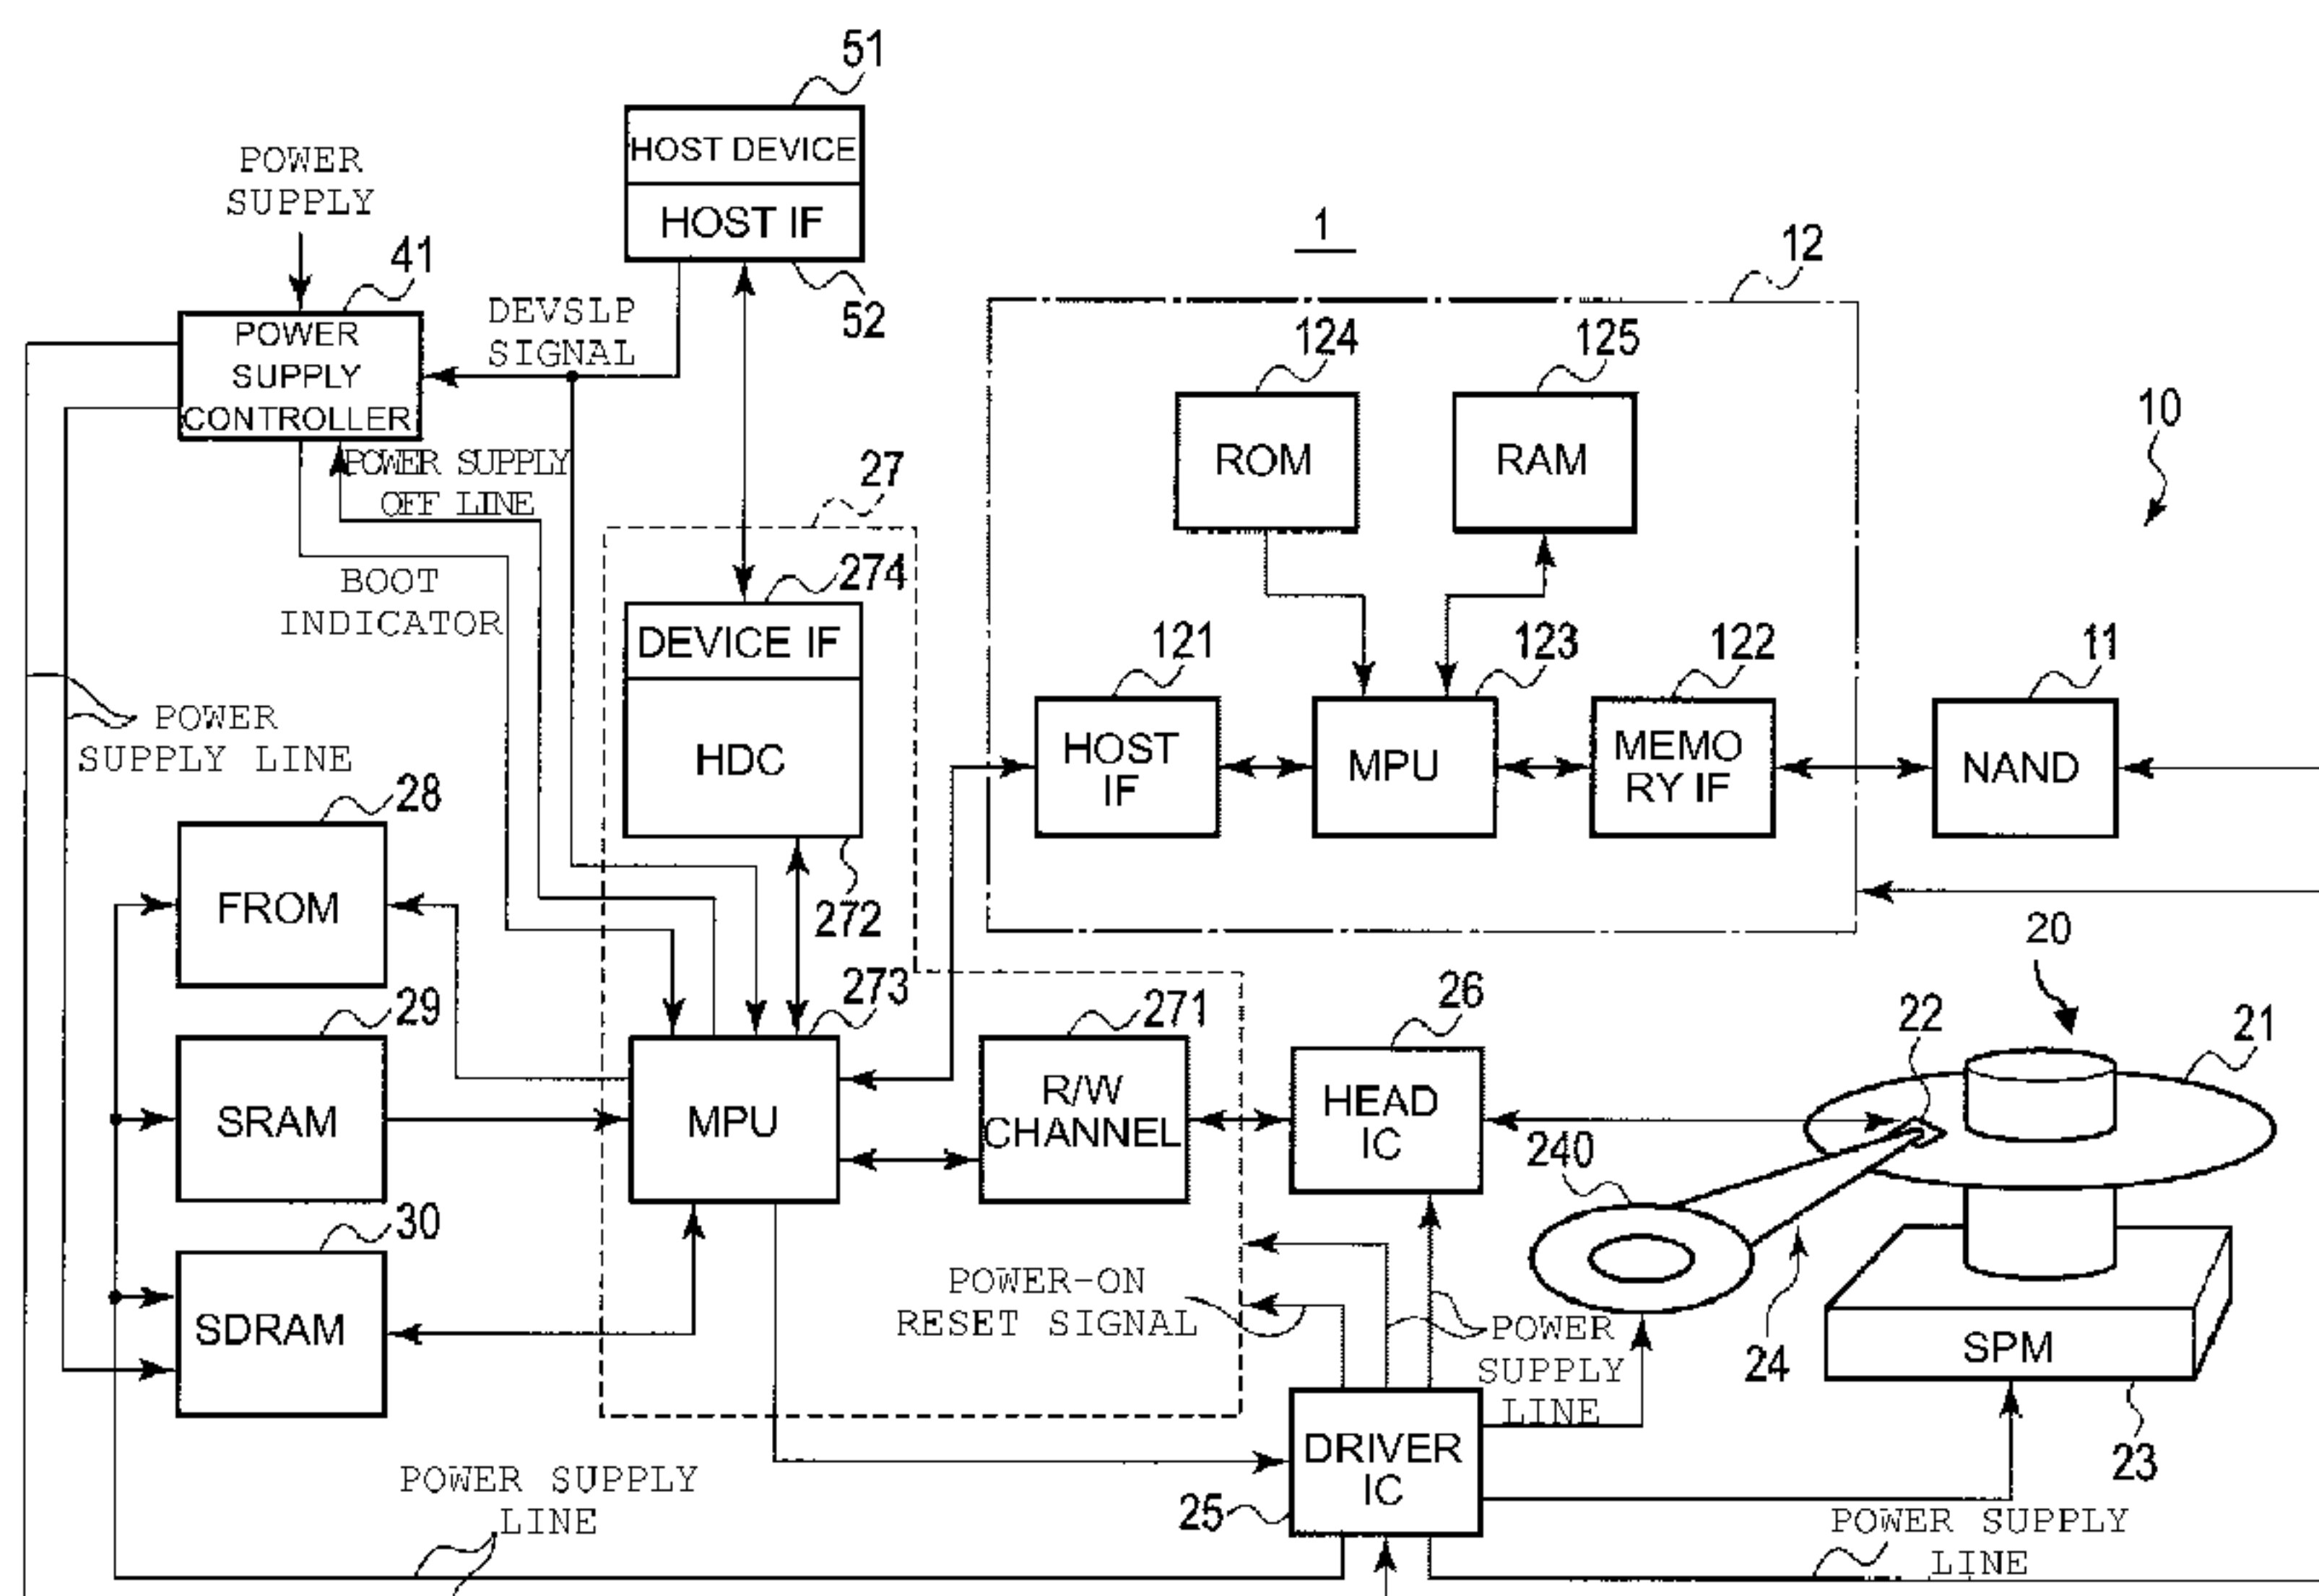 51
HOST DEVICE
HOST IF
52
POWER
SUPPLY
41
POWER
SUPPLY
CONTROLLER
DEVSLP
SIGNAL
1
12
124
ROM
125
RAM
10
POWER SUPPLY
OFF LINE
27
BOOT
INDICATOR
274
DEVICE IF
HDC
272
121
HOST
IF
123
MPU
122
MEMO
RY IF
11
NAND
POWER
SUPPLY LINE
28
FROM
29
SRAM
30
SDRAM
273
MPU
271
R/W
CHANNEL
26
HEAD
IC
20
22
21
240
24
SPM
23
POWER-ON
RESET SIGNAL
POWER
SUPPLY
LINE
DRIVER
IC
25
POWER SUPPLY
LINE
POWER SUPPLY
LINE